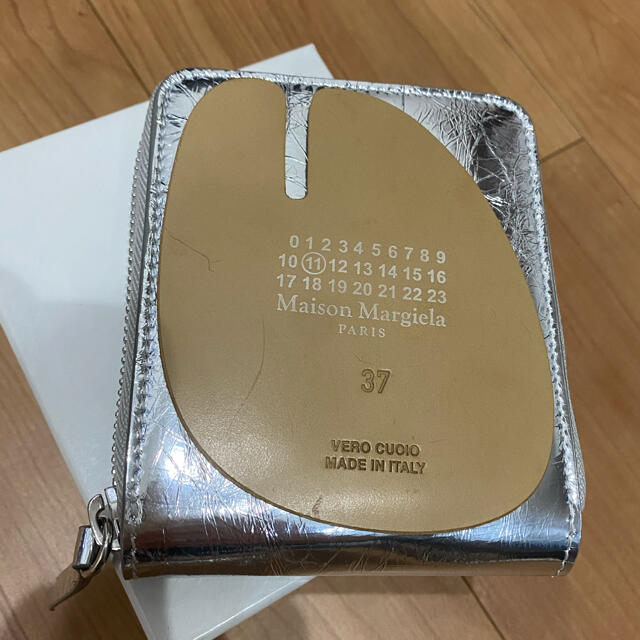 0 1 2 3 4 5 6 7 8 9
10 11 12 13 14 15 16
17 18 19 20 21 22 23
Maison Margiela
PARIS
37
VERO CUOIO
MADE IN ITALY